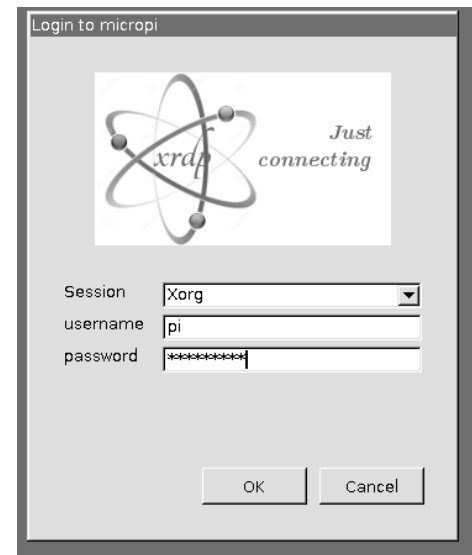 Login to micropi
xrdp
Just
connecting
Session
Xorg
username
pi
password
*********
OK
Cancel